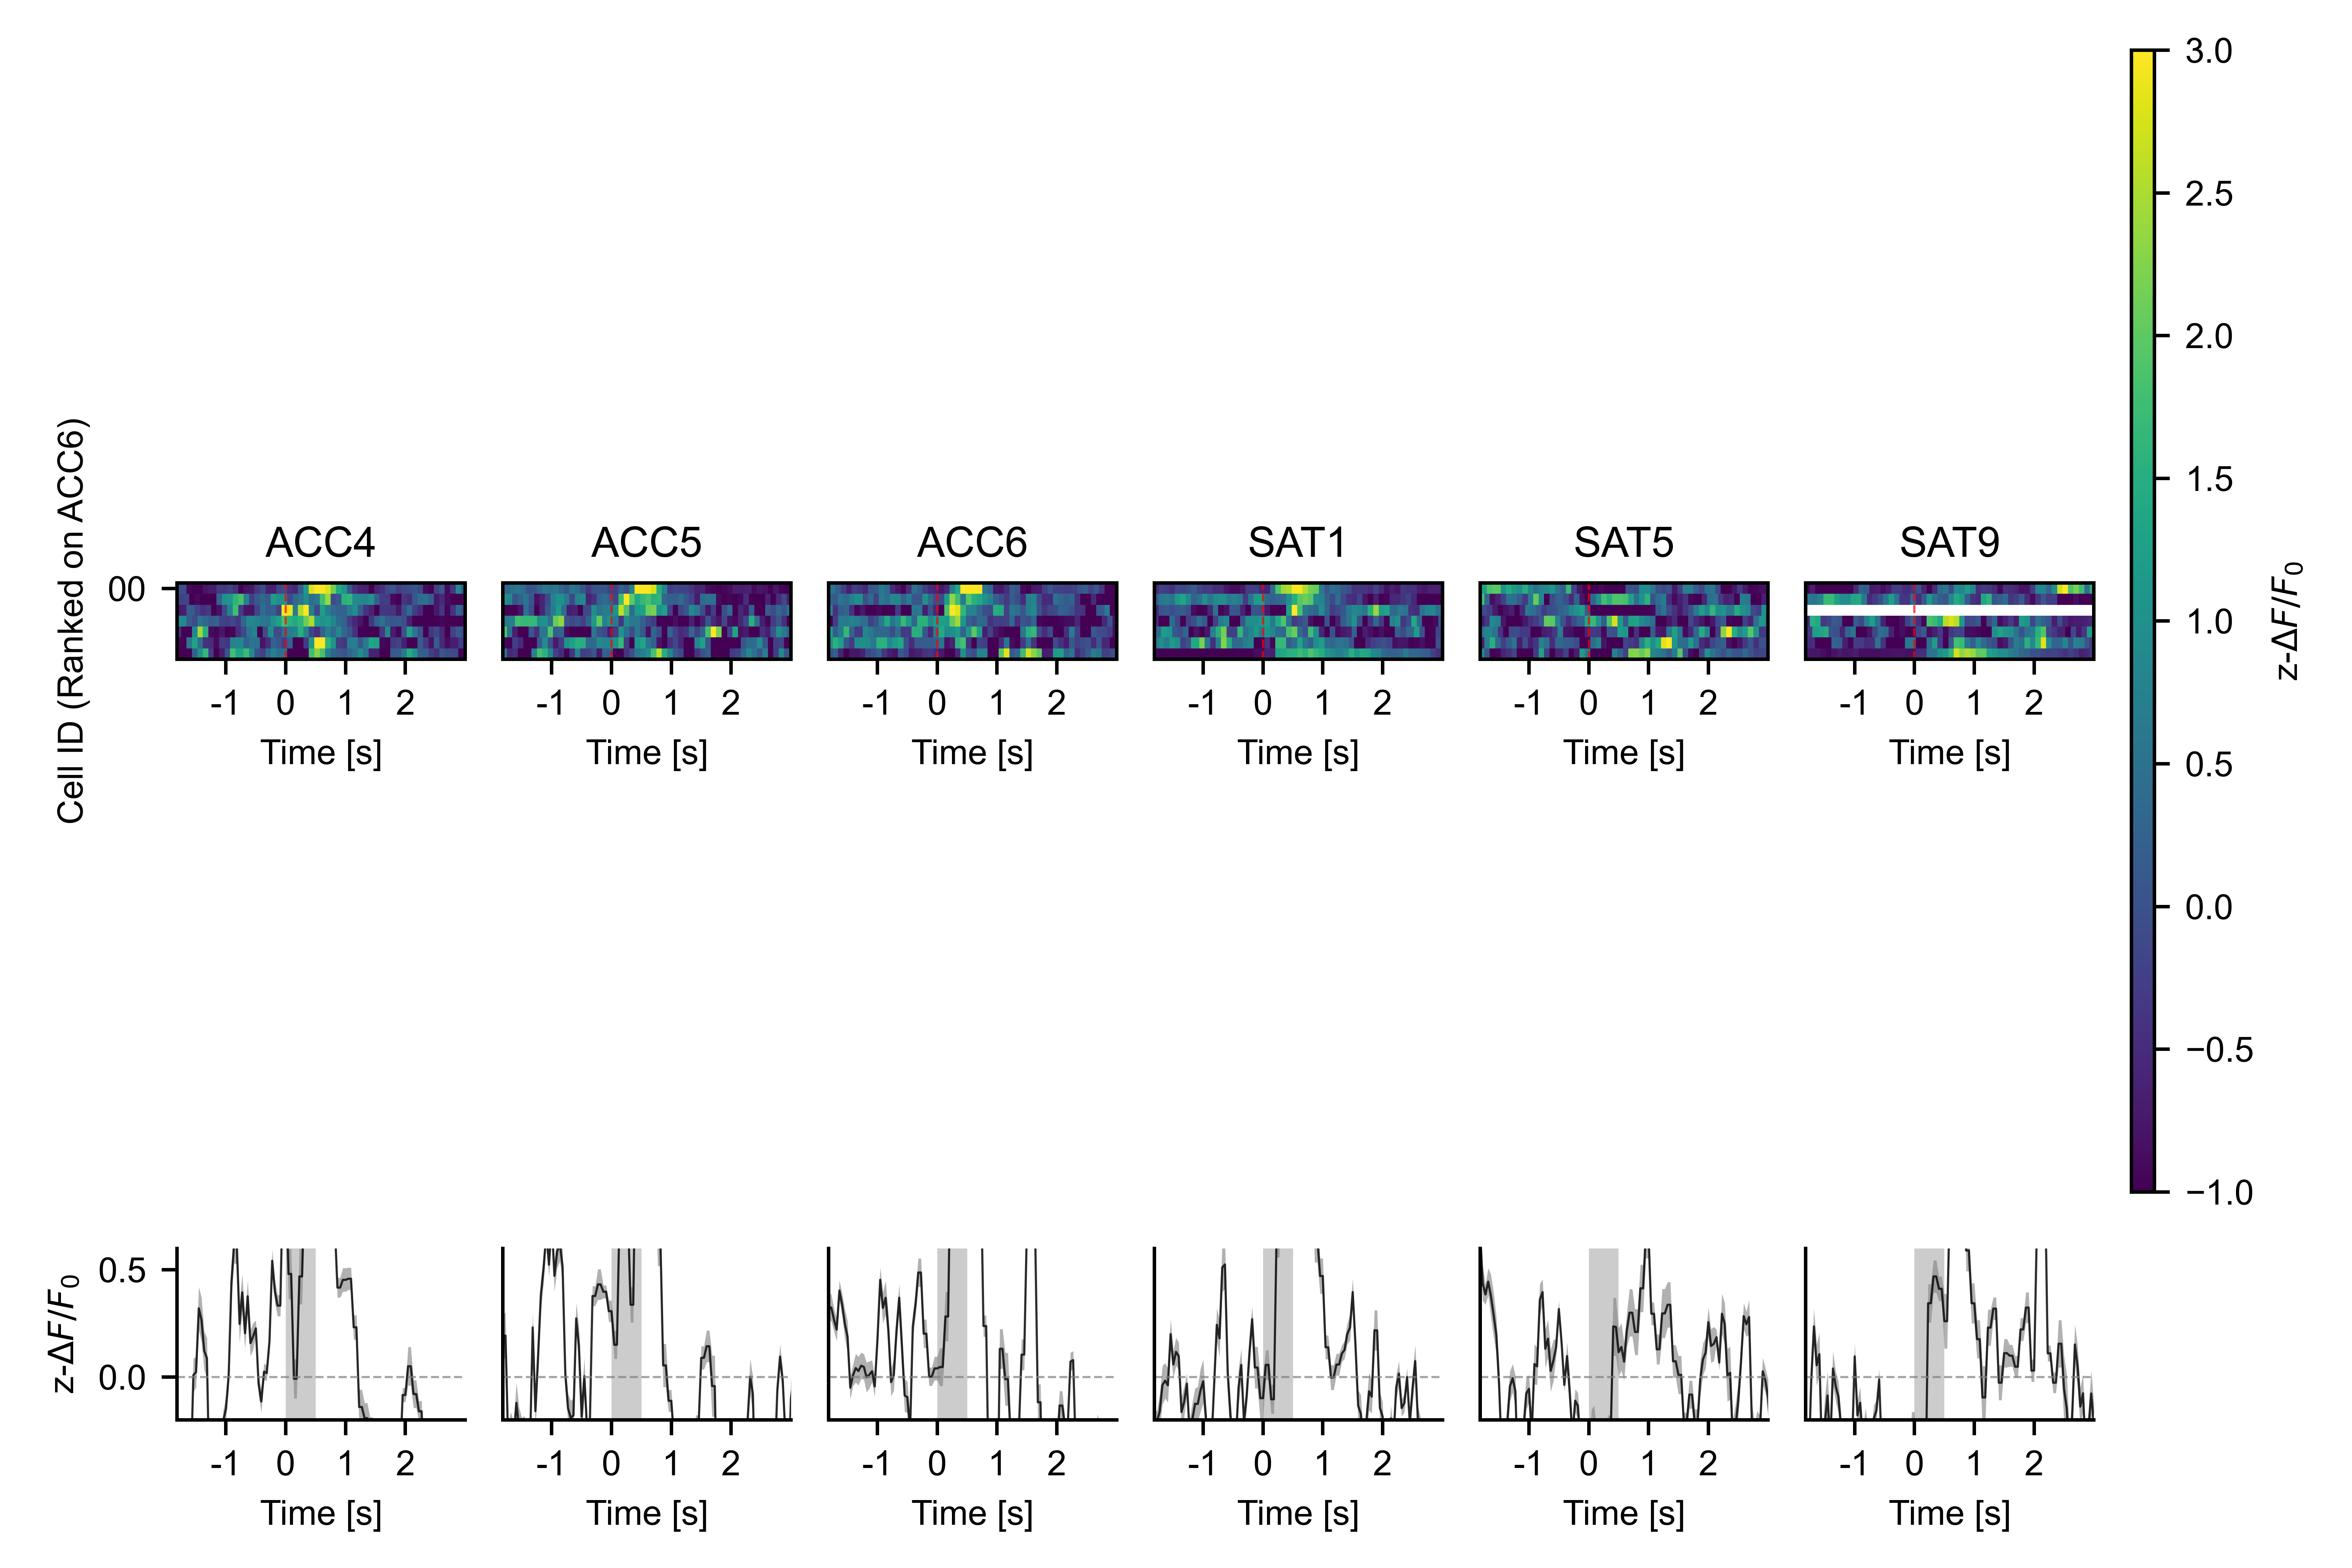 3.0
2.5
2.0
1.5
1.0
0.5
0.0
−0.5
−1.0
z-ΔF/F0
Cell ID (Ranked on ACC6)
ACC4 ACC5 ACC6 SAT1 SAT5 SAT9
00
-1 0 1 2 -1 0 1 2 -1 0 1 2 -1 0 1 2 -1 0 1 2 -1 0 1 2
Time [s] Time [s] Time [s] Time [s] Time [s] Time [s]
z-ΔF/F0
0.5
0.0
-1 0 1 2 -1 0 1 2 -1 0 1 2 -1 0 1 2 -1 0 1 2 -1 0 1 2
Time [s] Time [s] Time [s] Time [s] Time [s] Time [s]